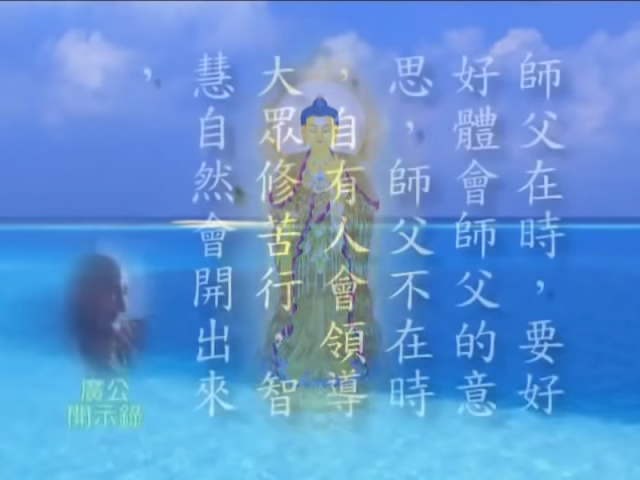 師父在時，要好
好體會師父的意
思，師父不在時
，自有人會領導
大眾修苦行，智
慧自然會開出來
，
廣公
開示錄